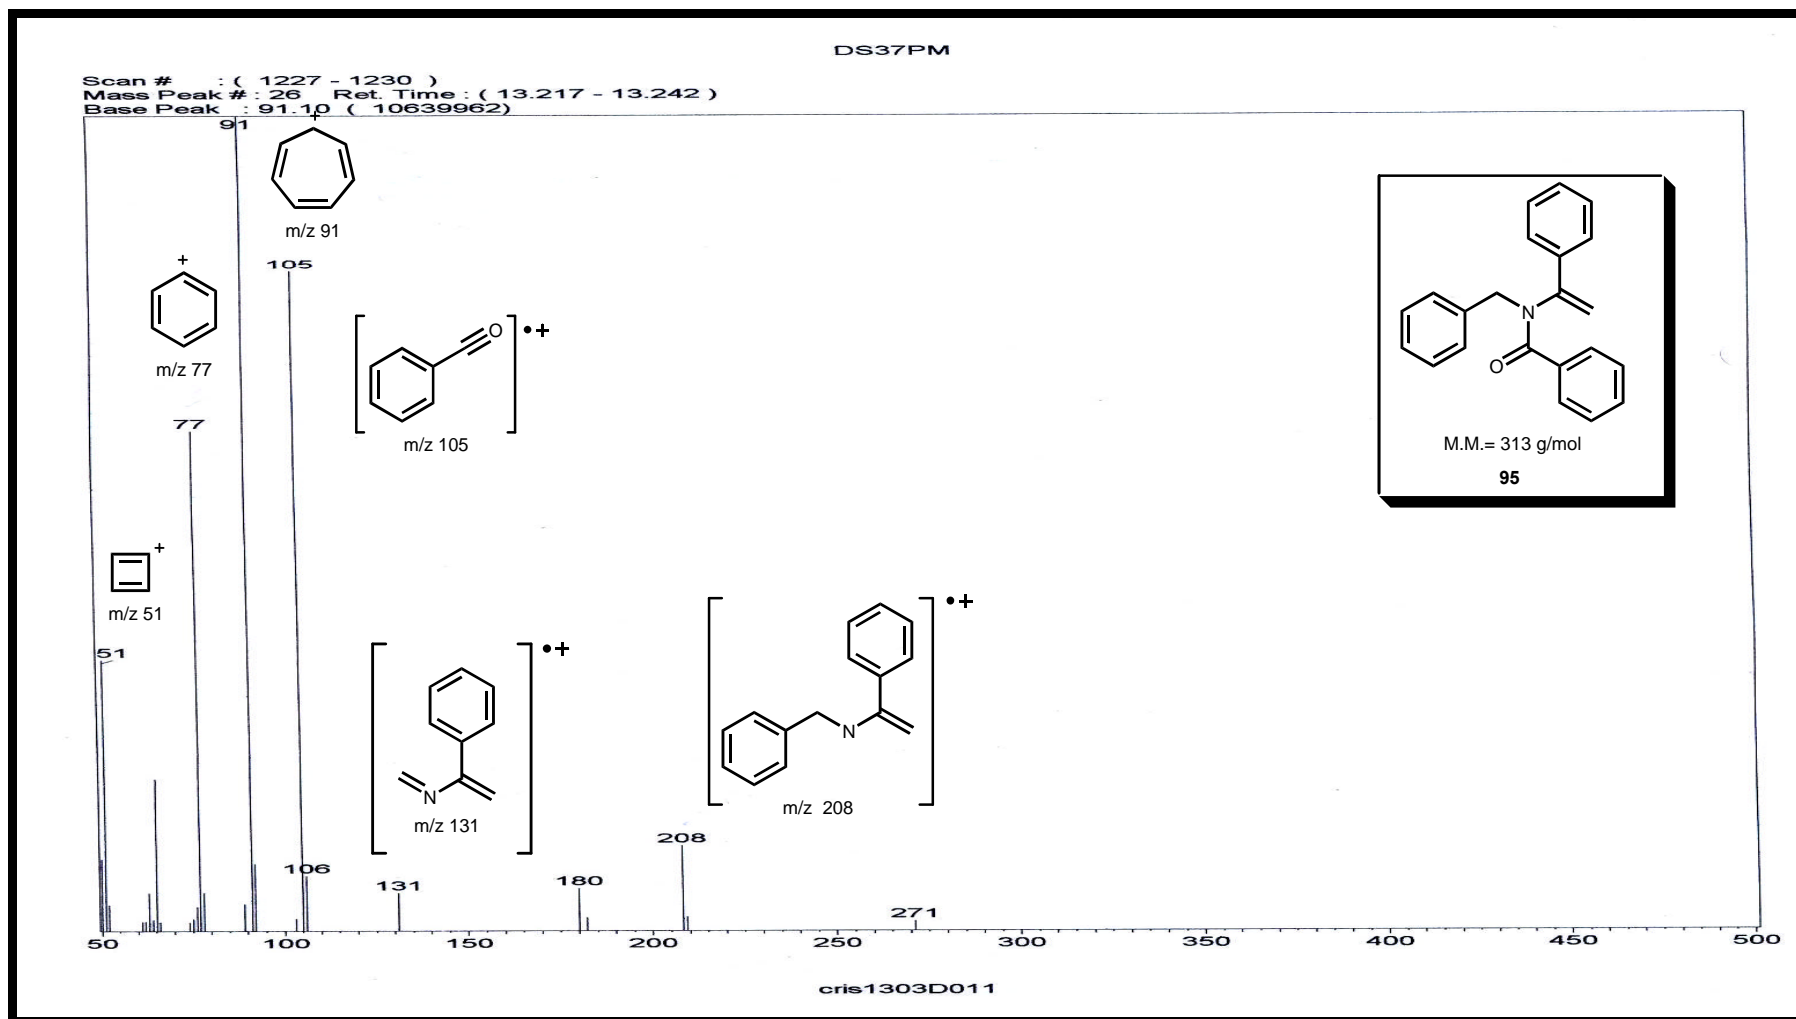 DS37PM
Scan # : ( 1227 - 1230 )
Mass Peak # : 26 Ret. Time : ( 13.217 - 13.242 )
Base Peak : 91.10 ( 10639962)
91
+
m/z 91
105
+
m/z 77
O
•+
m/z 105
77
N
O
M.M.= 313 g/mol
95
+
m/z 51
51
•+
N
m/z 131
•+
N
m/z 208
208
106
131
180
271
50 100 150 200 250 300 350 400 450 500
cris1303D011